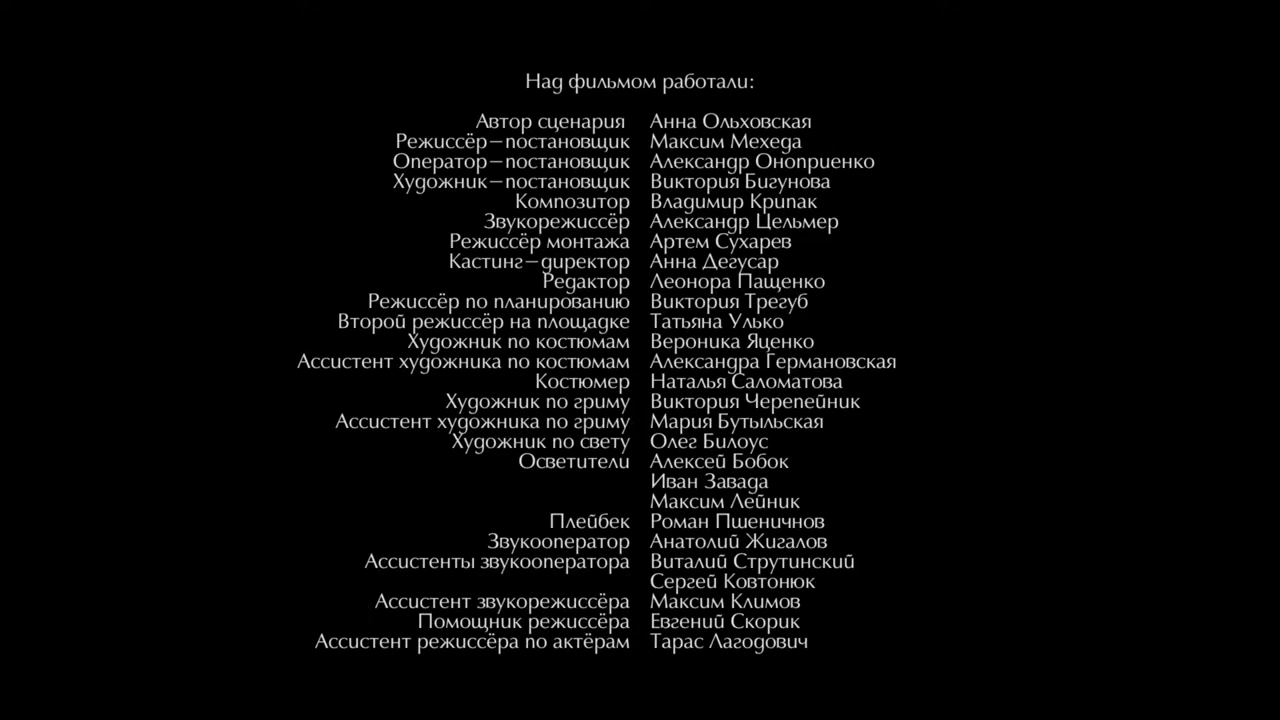 Над фильмом работали:
Автор сценария Анна Ольховская
Режиссёр-постановщик Максим Мехеда
Оператор-постановщик Александр Оноприенко
Художник-постановщик Виктория Бигунова
Композитор Владимир Крипак
Звукорежиссёр Александр Цельмер
Режиссёр монтажа Артем Сухарев
Кастинг-директор Анна Дегусар
Редактор Леонора Пащенко
Режиссёр по планированию Виктория Трегуб
Второй режиссёр на площадке Татьяна Улько
Художник по костюмам Вероника Яценко
Ассистент художника по костюмам Александра Германовская
Костюмер Наталья Саломатова
Художник по гриму Виктория Черепейник
Ассистент художника по гриму Мария Бутыльская
Художник по свету Олег Билоус
Осветители Алексей Бобок
Иван Завада
Максим Лейник
Плейбек Роман Пшеничнов
Звукооператор Анатолий Жигалов
Ассистенты звукооператора Виталий Струтинский
Сергей Ковтонюк
Ассистент звукорежиссёра Максим Климов
Помощник режиссёра Евгений Скорик
Ассистент режиссёра по актёрам Тарас Лагодович